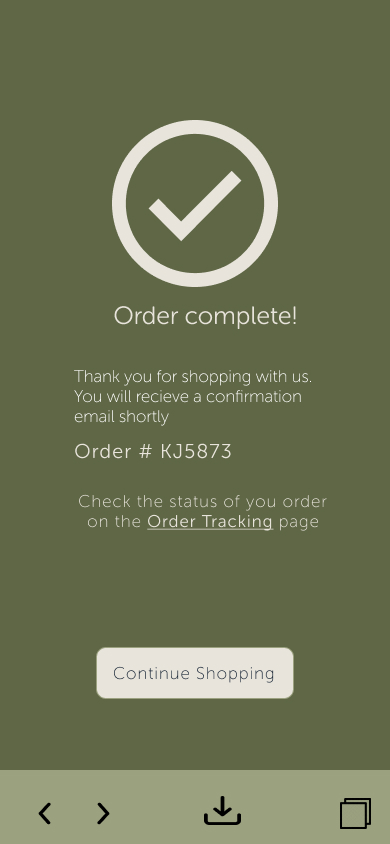 Order complete!
Thank you for shopping with us.
You will recieve a confirmation
email shortly
Order # KJ5873
Check the status of you order
on the Order Tracking page
Continue Shopping